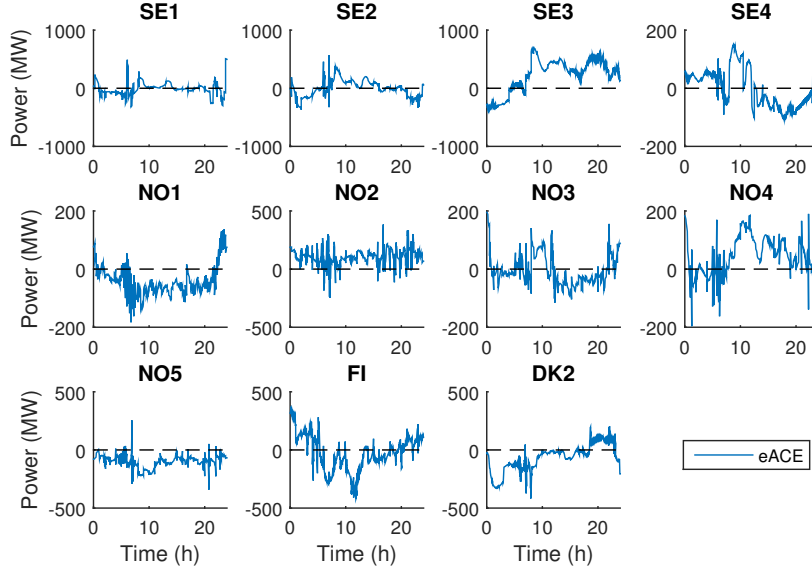 SE1 SE2 SE3 SE4
1000 1000 1000 200
Power (MW)
0 0 0 0
-1000 -1000 -1000 -200
0 10 20 0 10 20 0 10 20 0 10 20
NO1 NO2 NO3 NO4
200 500 200 200
Power (MW)
0 0 0 0
-200 -500 -200 -200
0 10 20 0 10 20 0 10 20 0 10 20
NO5 FI DK2
500 500 500
Power (MW)
0 0 0
eACE
-500 -500 -500
0 10 20 0 10 20 0 10 20
Time (h) Time (h) Time (h)